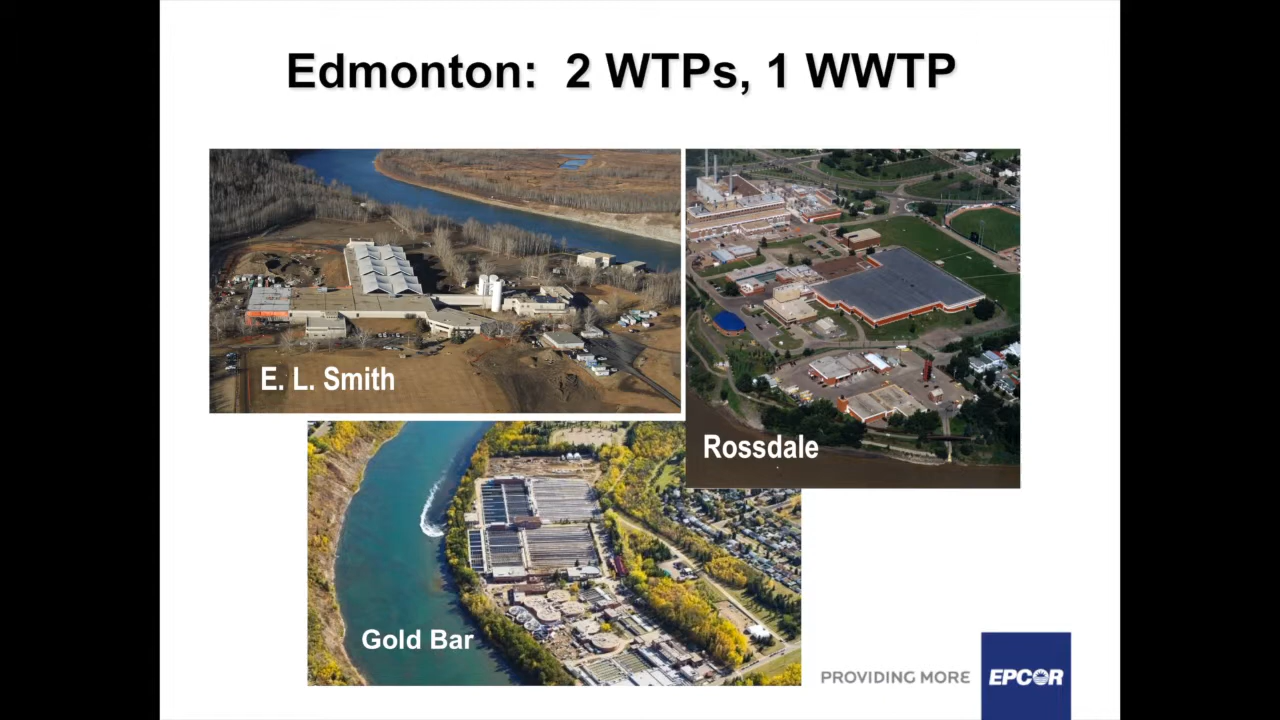 Edmonton: 2 WTPs, 1 WWTP
E. L. Smith
Rossdale
Gold Bar
PROVIDING MORE
EPCOR